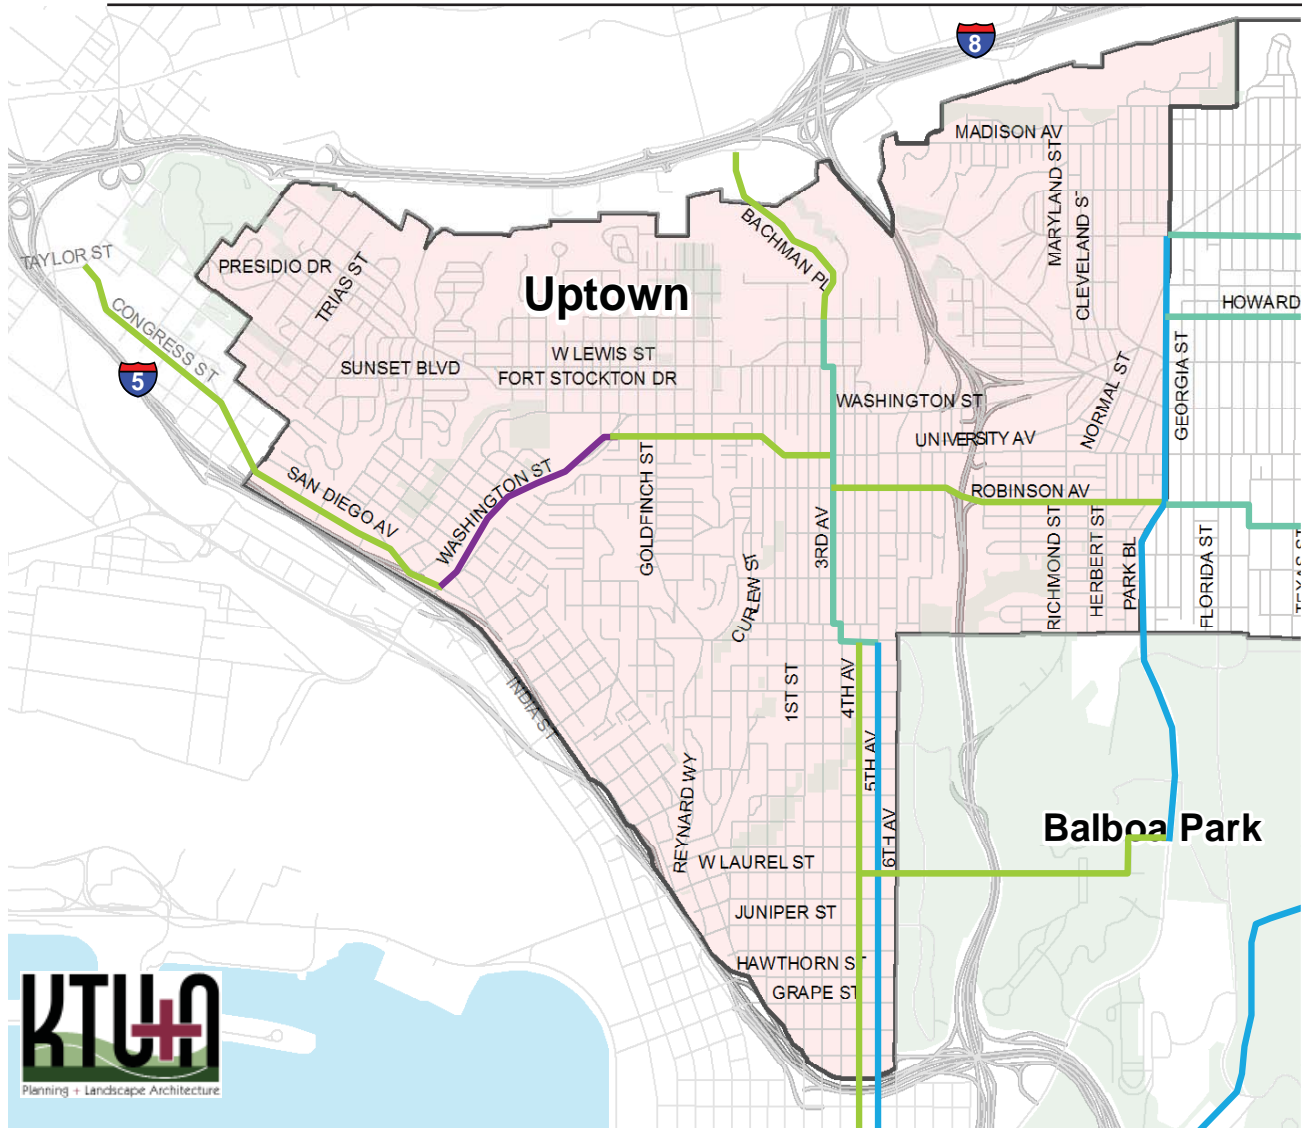 8
MADISON AV
MARYLAND ST
CLEVELAND S
BACHMAN PL
TAYLOR ST
PRESIDIO DR
TRIAS ST
Uptown
HOWARD
CONGRESS ST
5
GEORGIA ST
W LEWIS ST
SUNSET BLVD
FORT STOCKTON DR
NORMAL ST
WASHINGTON ST
UNIVERSITY AV
SAN DIEGO AV
WASHINGTON ST
GOLDFINCH ST
ROBINSON AV
3RD AV
RICHMOND ST
HERBERT ST
PARK BL
FLORIDA ST
TEXAS ST
CURLEW ST
INDIA ST
1ST ST
4TH AV
5TH AV
REYNARD WY
6TH AV
Balboa Park
W LAUREL ST
JUNIPER ST
HAWTHORN ST
GRAPE ST
KTU+A
Planning + Landscape Architecture